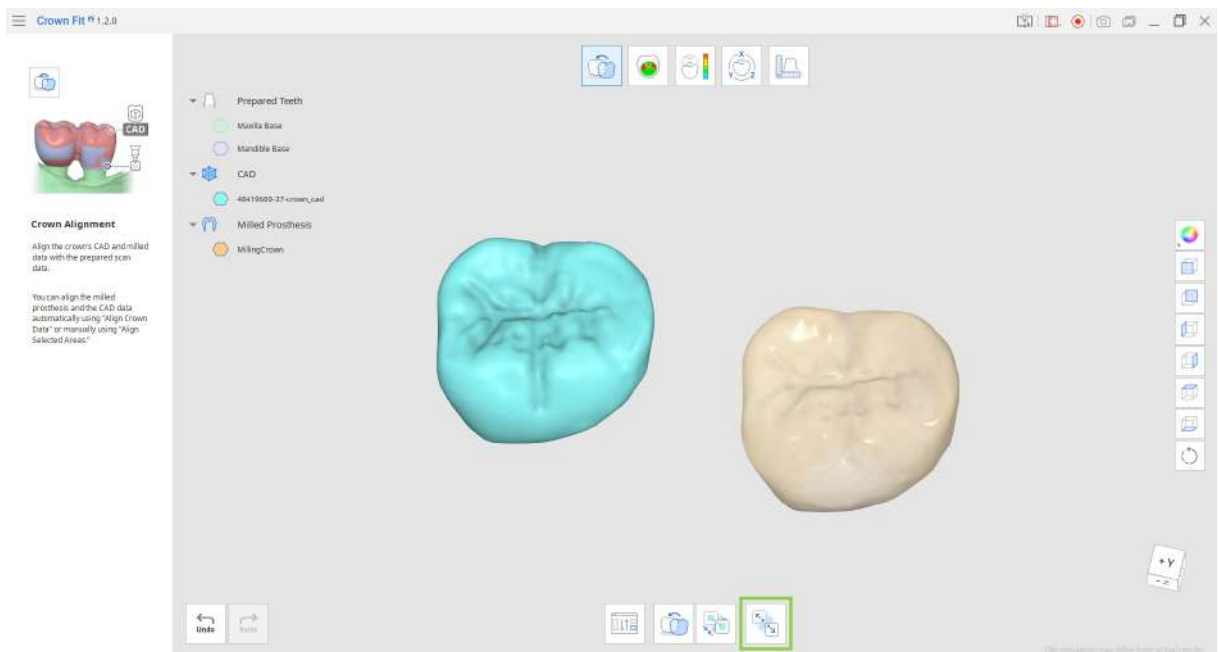 Crown Fit 1.2.0
CAD
Crown Alignment
Align the crown's CAD and milled
data with the prepared scan
data.
You can align the milled
prosthesis and the CAD data
automatically using "Align Crown
Data" or manually using "Align
Selected Areas."
Prepared Teeth
Maxilla Base
Mandible Base
CAD
48419689-37-crown_cad
Milled Prosthesis
MillingCrown
X
Y
Z
+Y
- Z
Undo
Redo